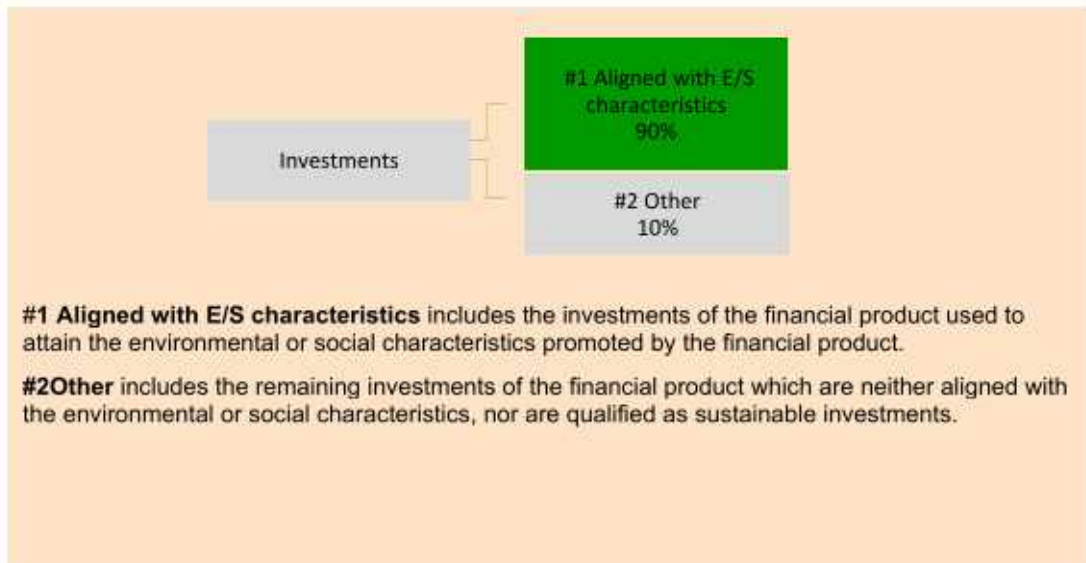 #1 Aligned with E/S
characteristics
90%
Investments
#2 Other
10%
#1 Aligned with E/S characteristics includes the investments of the financial product used to
attain the environmental or social characteristics promoted by the financial product.
#2Other includes the remaining investments of the financial product which are neither aligned with
the environmental or social characteristics, nor are qualified as sustainable investments.